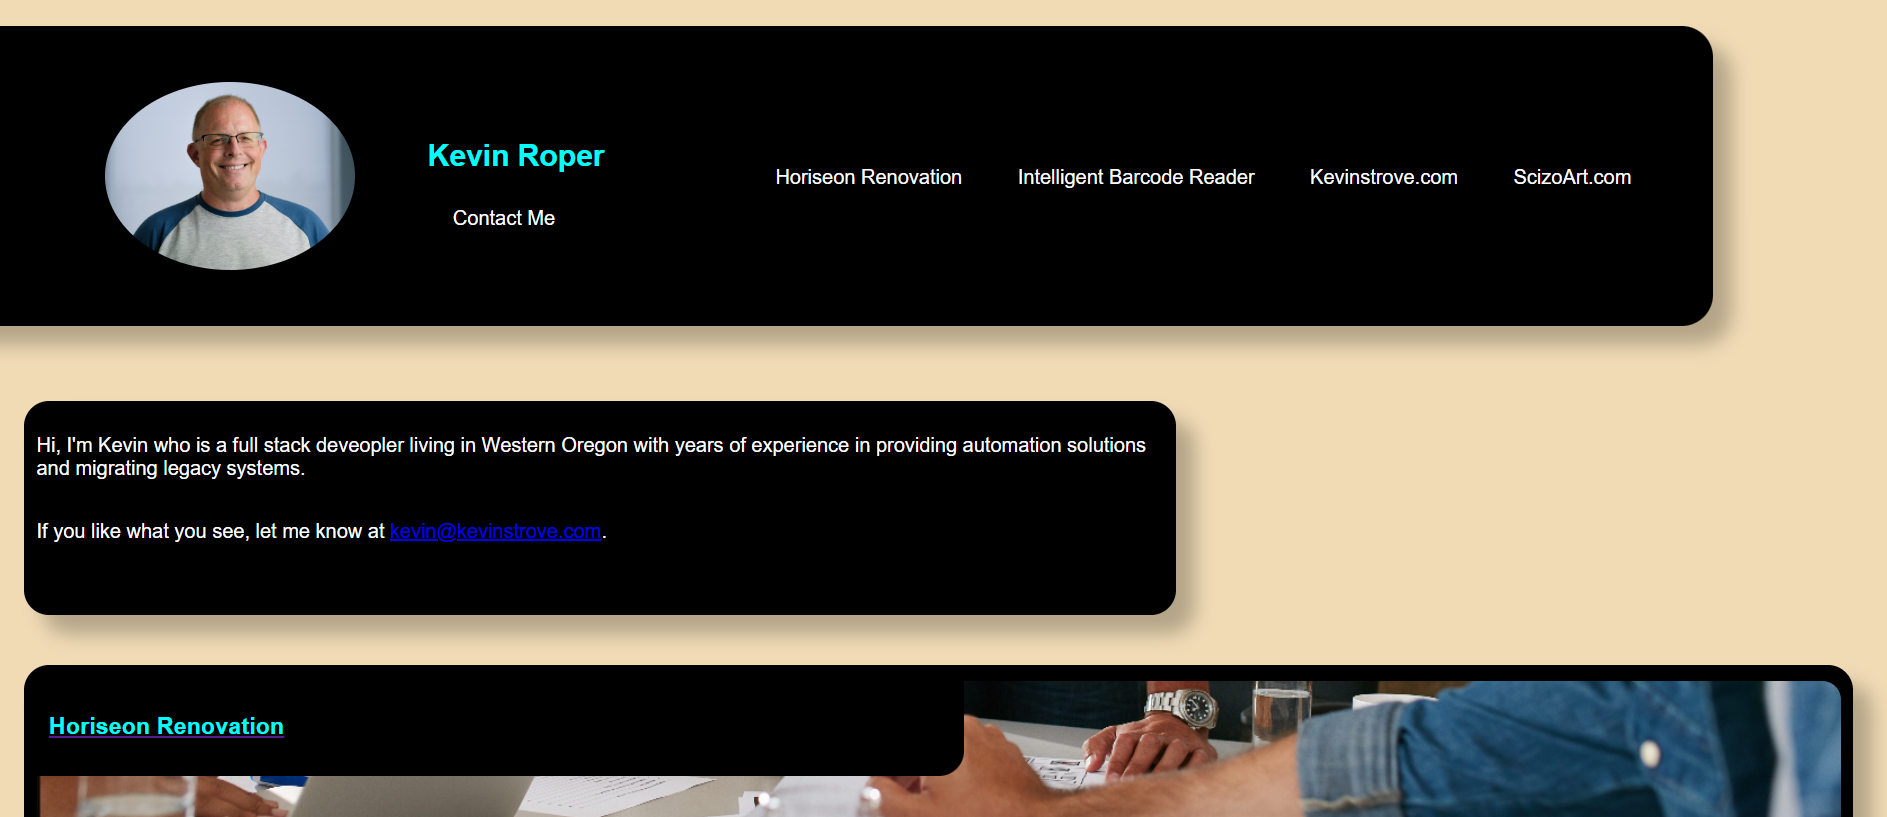 Kevin Roper
Contact Me
Horiseon Renovation
Intelligent Barcode Reader
Kevinstrove.com
ScizoArt.com
Hi, I'm Kevin who is a full stack deveopler living in Western Oregon with years of experience in providing automation solutions
and migrating legacy systems.
If you like what you see, let me know at kevin@kevinstrove.com.
Horiseon Renovation